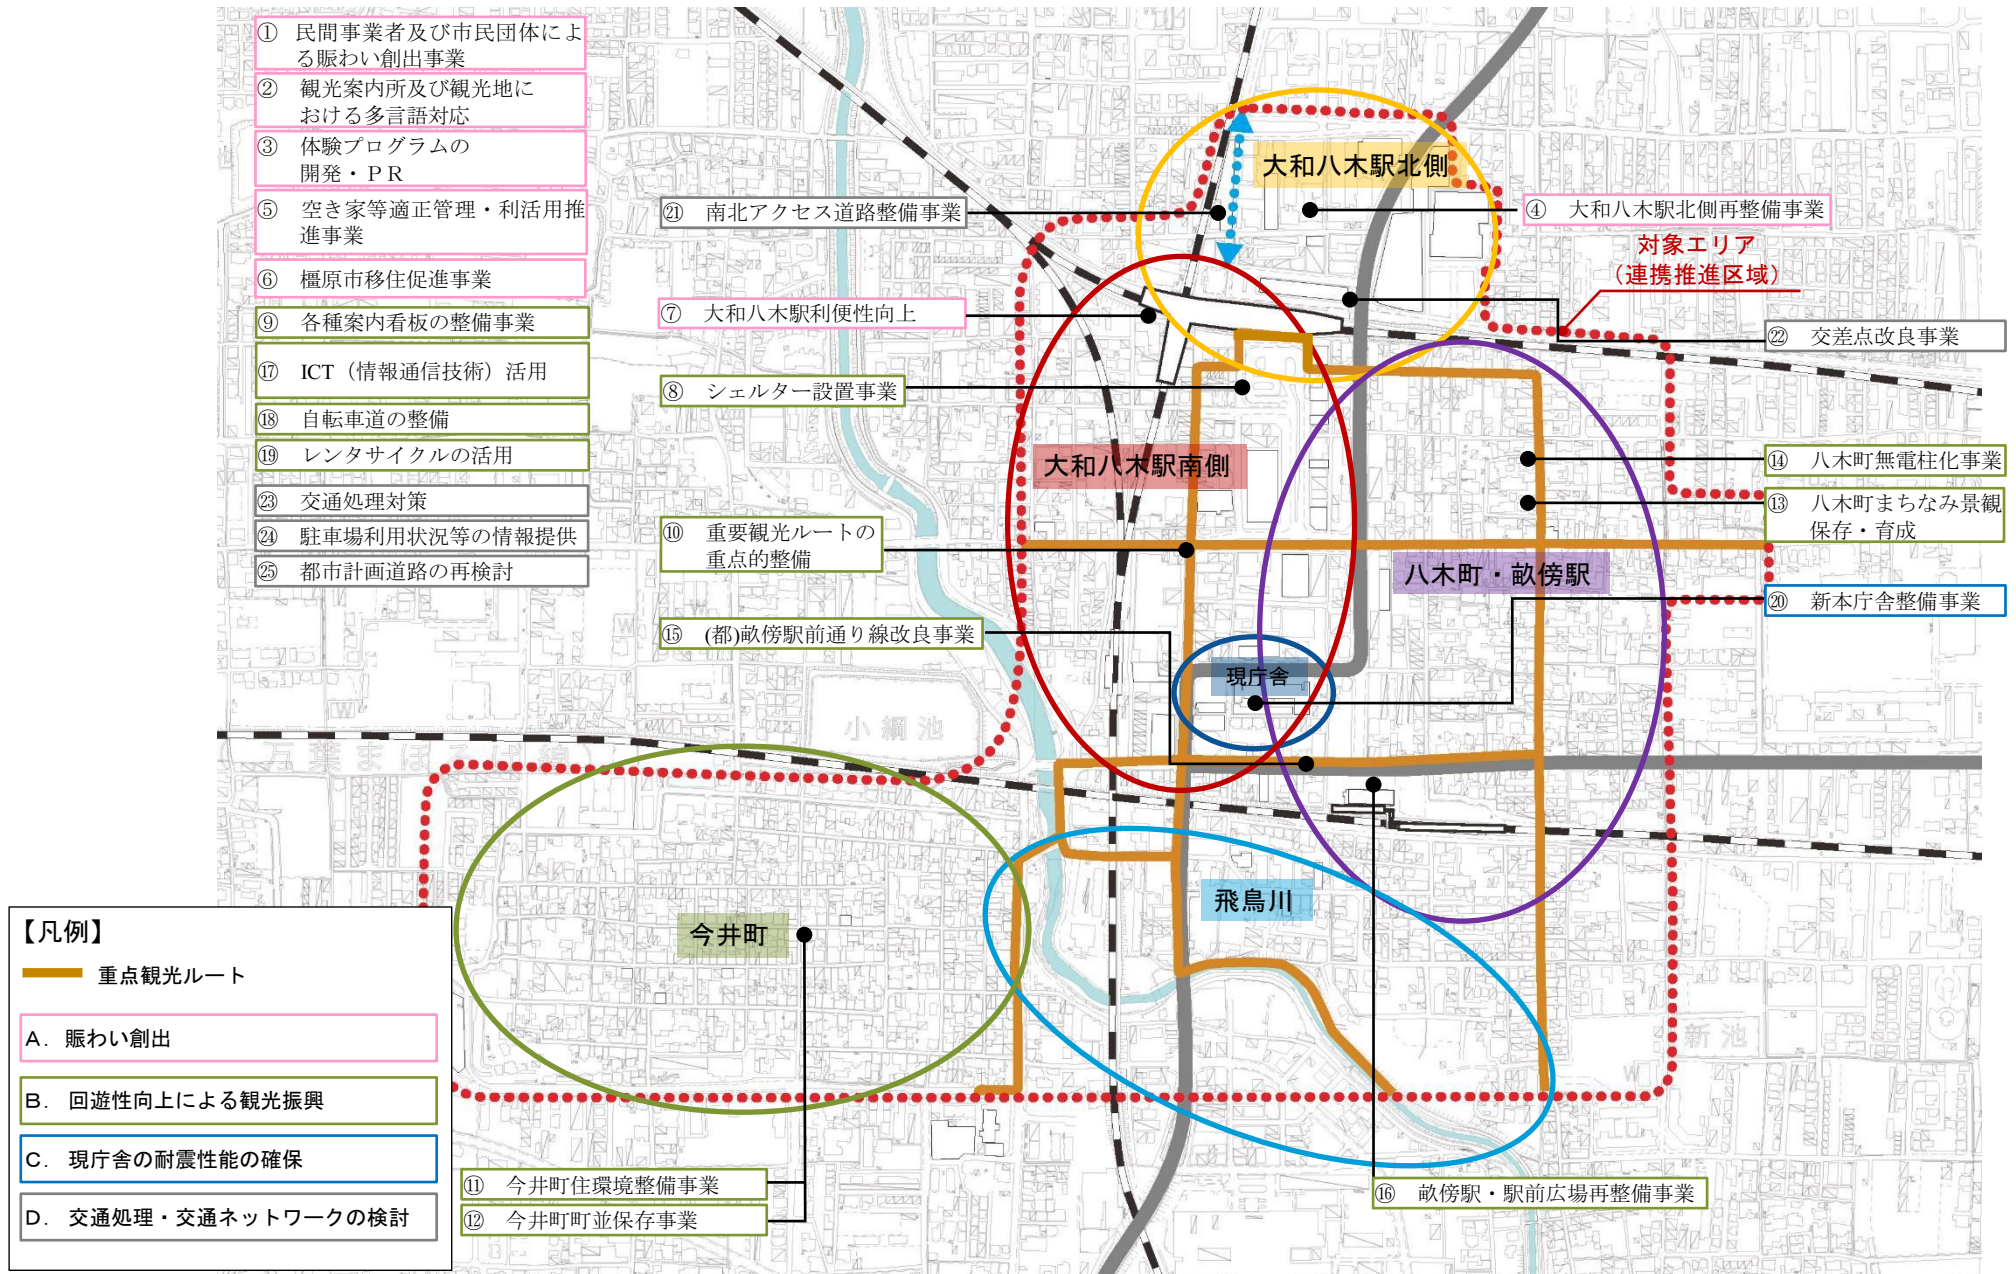 ① 民間事業者及び市民団体によ
る賑わい創出事業
② 観光案内所及び観光地に
おける多言語対応
③ 体験プログラムの
開発・ＰＲ
⑤ 空き家等適正管理・利活用推
進事業
⑥ 橿原市移住促進事業
⑨ 各種案内看板の整備事業
⑰ ICT（情報通信技術）活用
⑱ 自転車道の整備
⑲ レンタサイクルの活用
㉓ 交通処理対策
㉔ 駐車場利用状況等の情報提供
㉕ 都市計画道路の再検討
大和八木駅北側
㉑ 南北アクセス道路整備事業
④ 大和八木駅北側再整備事業
対象エリア
（連携推進区域）
⑦ 大和八木駅利便性向上
㉒ 交差点改良事業
⑧ シェルター設置事業
大和八木駅南側
⑭ 八木町無電柱化事業
⑬ 八木町まちなみ景観
保存・育成
⑩ 重要観光ルートの
重点的整備
八木町・畝傍駅
⑳ 新本庁舎整備事業
⑮ (都)畝傍駅前通り線改良事業
現庁舎
小綱池
万葉まほろば線
飛鳥川
今井町
新池
⑪ 今井町住環境整備事業
⑫ 今井町町並保存事業
⑯ 畝傍駅・駅前広場再整備事業
【凡例】
重点観光ルート
A． 賑わい創出
B． 回遊性向上による観光振興
C． 現庁舎の耐震性能の確保
D． 交通処理・交通ネットワークの検討